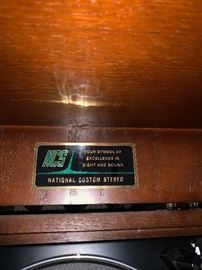 NCS
YOUR SYMBOL OF
EXCELLENCE IN
SIGHT AND SOUND
NATIONAL CUSTOM STEREO